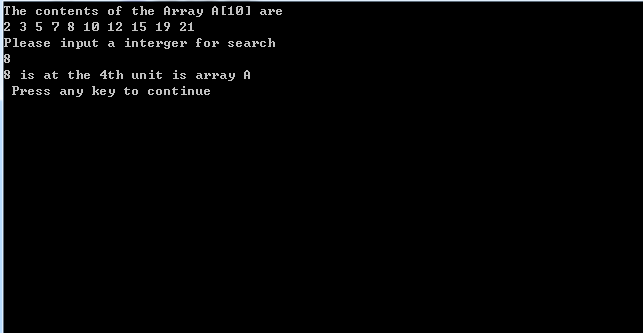 The contents of the Array A[10] are
2 3 5 7 8 10 12 15 19 21
Please input a interger for search
8
8 is at the 4th unit is array A
Press any key to continue